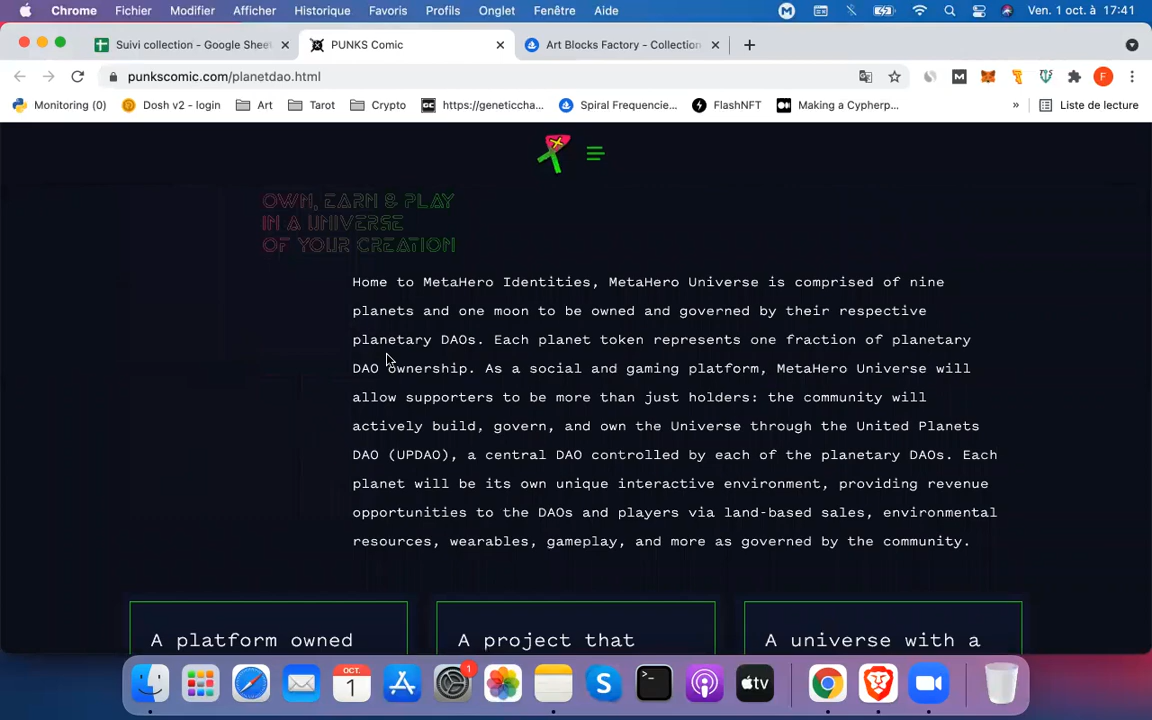 Chrome Fichier Modifier Afficher Historique Favoris Profils Onglet Fenêtre Aide Ven. 1 oct. à 17:41
Suivi collection - Google Sheet PUNKS Comic Art Blocks Factory - Collection
punkscomic.com/planetdao.html F
Monitoring (0) Dosh v2 - login Art Tarot Crypto GC https://geneticcha... Spiral Frequencie... FlashNFT Making a Cypherp... » Liste de lecture
OWN, EARN & PLAY
IN A UNIVERSE
OF YOUR CREATION
Home to MetaHero Identities, MetaHero Universe is comprised of nine
planets and one moon to be owned and governed by their respective
planetary DAOs. Each planet token represents one fraction of planetary
DAO ownership. As a social and gaming platform, MetaHero Universe will
allow supporters to be more than just holders: the community will
actively build, govern, and own the Universe through the United Planets
DAO (UPDAO), a central DAO controlled by each of the planetary DAOs. Each
planet will be its own unique interactive environment, providing revenue
opportunities to the DAOs and players via land-based sales, environmental
resources, wearables, gameplay, and more as governed by the community.
A platform owned A project that A universe with a
OCT.
1
1
tv